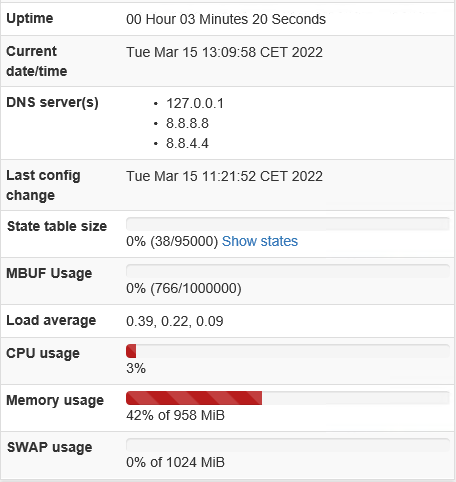 Uptime 00 Hour 03 Minutes 20 Seconds
Current Tue Mar 15 13:09:58 CET 2022
date/time
DNS server(s) • 127.0.0.1
• 8.8.8.8
• 8.8.4.4
Last config Tue Mar 15 11:21:52 CET 2022
change
State table size
0% (38/95000) Show states
MBUF Usage
0% (766/1000000)
Load average 0.39, 0.22, 0.09
CPU usage
3%
Memory usage
42% of 958 MiB
SWAP usage
0% of 1024 MiB